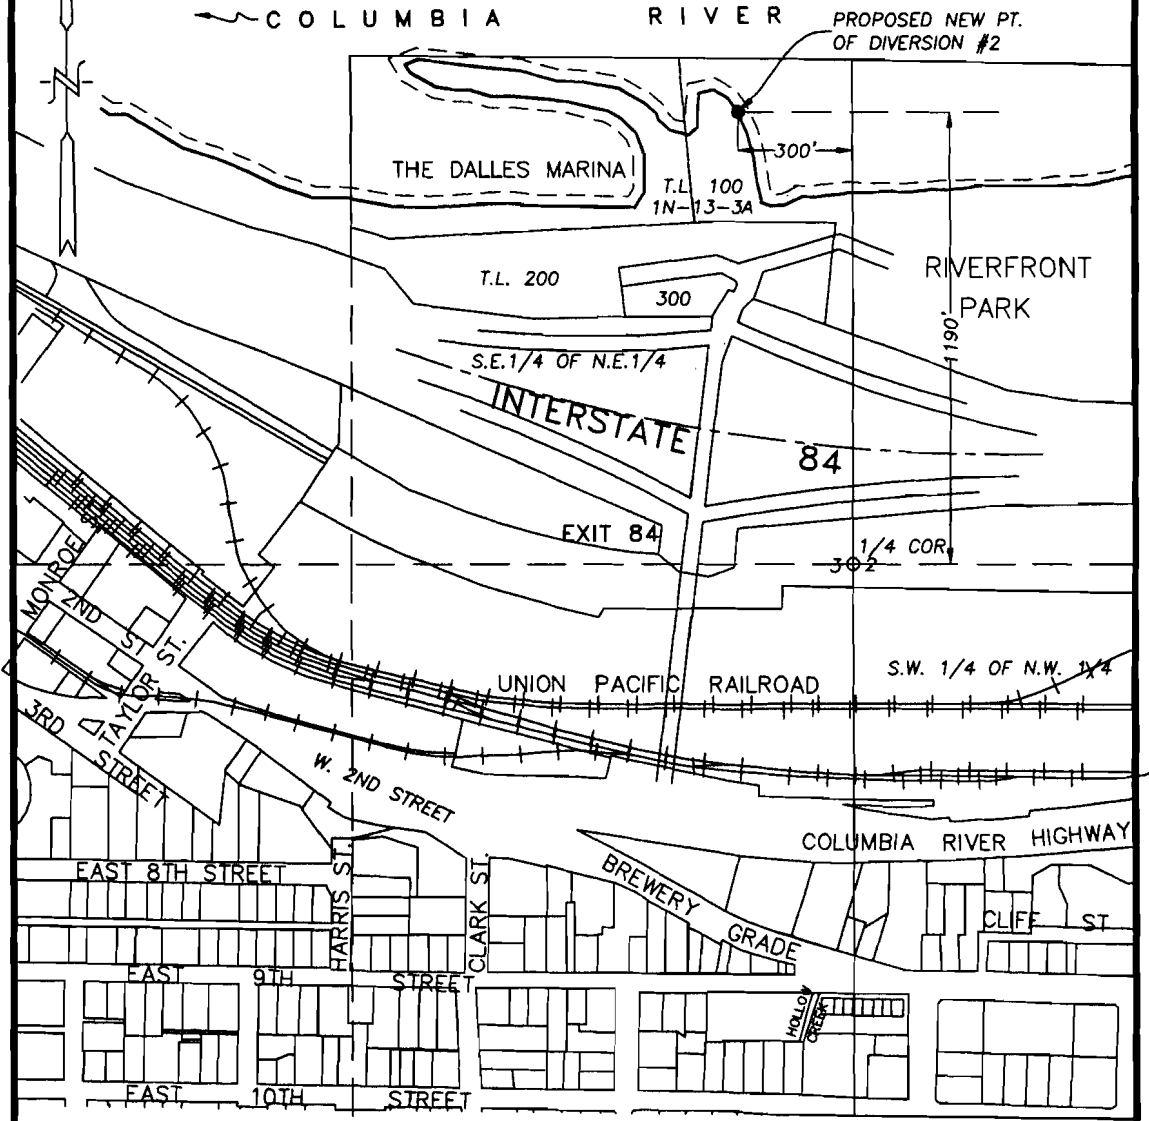 COLUMBIA RIVER
PROPOSED NEW PT.
OF DIVERSION #2
N
300'
THE DALLES MARINA
T.L. 100
1N-13-3A
RIVERFRONT
PARK
T.L. 200
300
1190'
S.E.1/4 OF N.E.1/4
INTERSTATE 84
EXIT 84
1/4 COR.
3 2
MONROE
2ND ST.
TAYLOR ST.
3RD STREET
UNION PACIFIC RAILROAD
S.W. 1/4 OF N.W. 1/4
W. 2ND STREET
COLUMBIA RIVER HIGHWAY
EAST 8TH STREET
HARRIS ST.
CLARK ST.
BREWERY GRADE
CLIFF ST
EAST 9TH STREET
HOLLOW
CREEK
EAST 10TH STREET